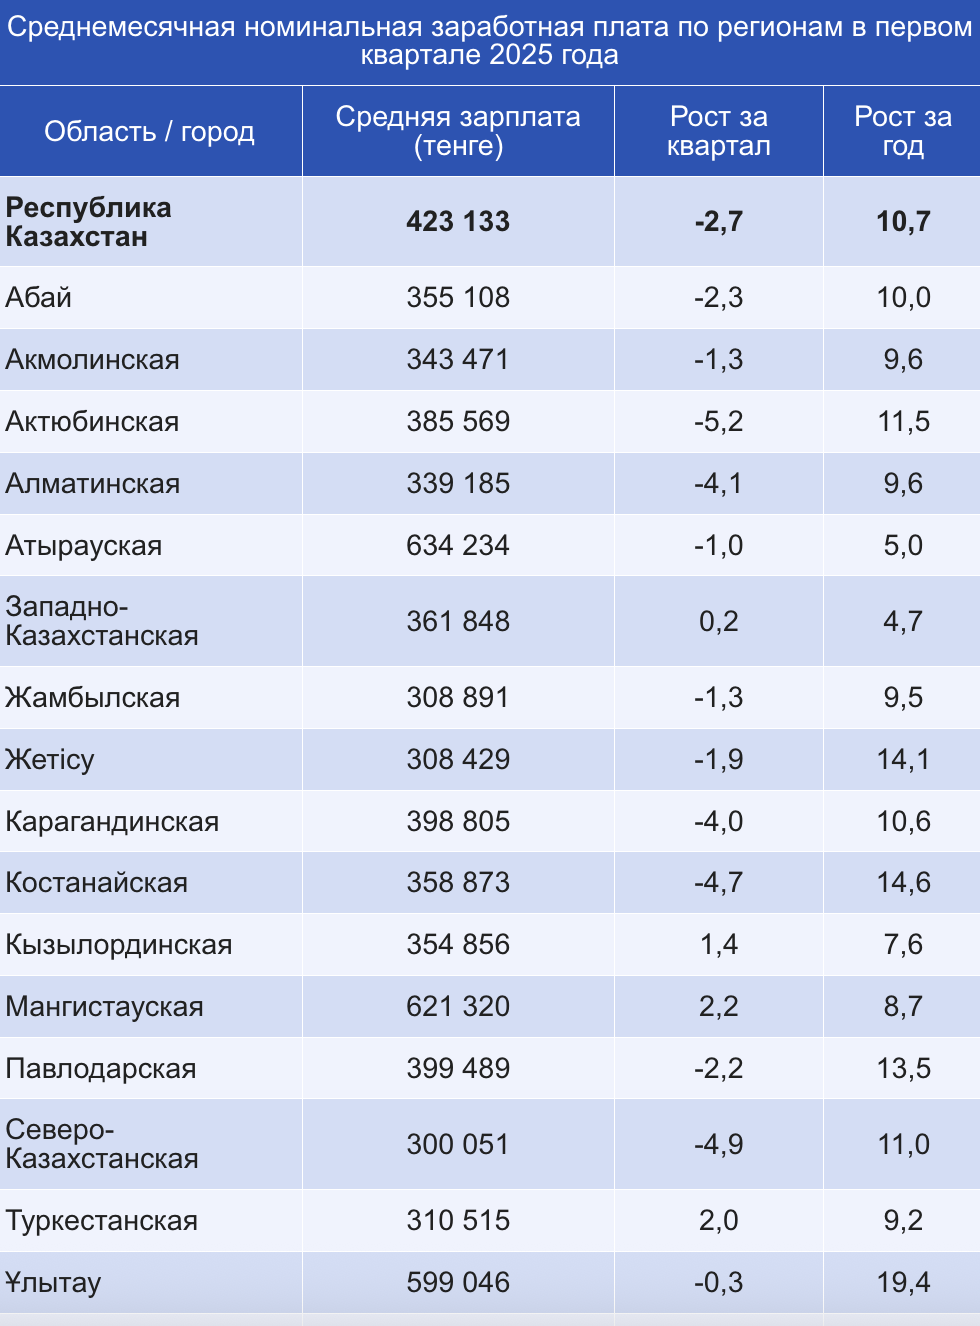 Среднемесячная номинальная заработная плата по регионам в первом
квартале 2025 года
Область / город Средняя зарплата (тенге) Рост за квартал Рост за год
Республика Казахстан 423 133 -2,7 10,7
Абай 355 108 -2,3 10,0
Акмолинская 343 471 -1,3 9,6
Актюбинская 385 569 -5,2 11,5
Алматинская 339 185 -4,1 9,6
Атырауская 634 234 -1,0 5,0
Западно-Казахстанская 361 848 0,2 4,7
Жамбылская 308 891 -1,3 9,5
Жетісу 308 429 -1,9 14,1
Карагандинская 398 805 -4,0 10,6
Костанайская 358 873 -4,7 14,6
Кызылординская 354 856 1,4 7,6
Мангистауская 621 320 2,2 8,7
Павлодарская 399 489 -2,2 13,5
Северо-Казахстанская 300 051 -4,9 11,0
Туркестанская 310 515 2,0 9,2
Ұлытау 599 046 -0,3 19,4